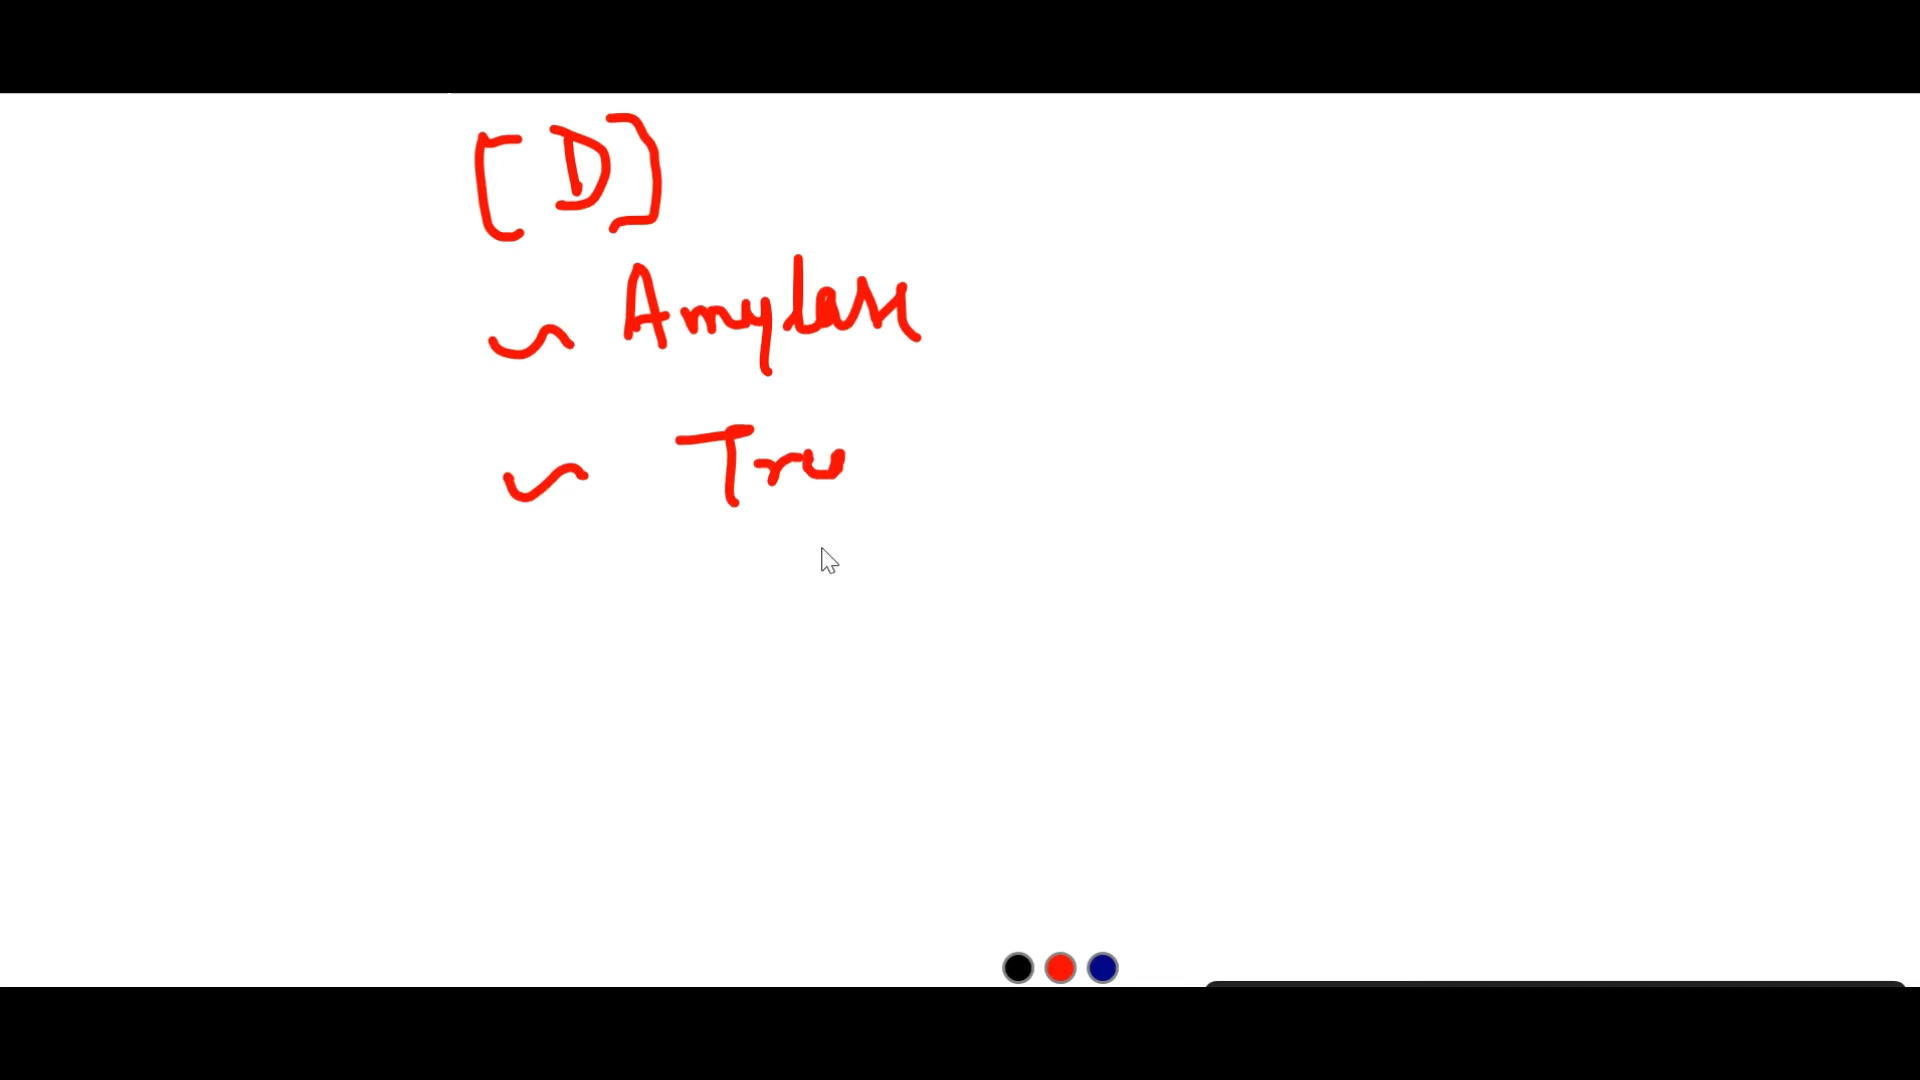 [D]
~ Amylase
~ Tru